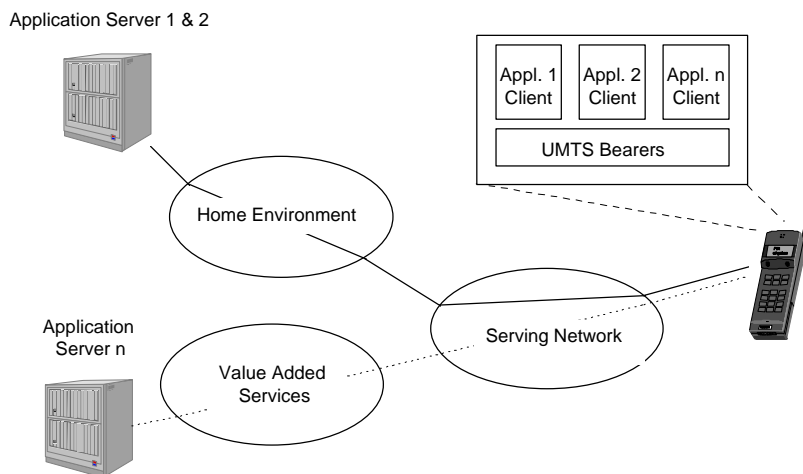 Application Server 1 & 2
Appl. 1
Client
Appl. 2
Client
Appl. n
Client
UMTS Bearers
Home Environment
Application
Server n
Serving Network
Value Added
Services